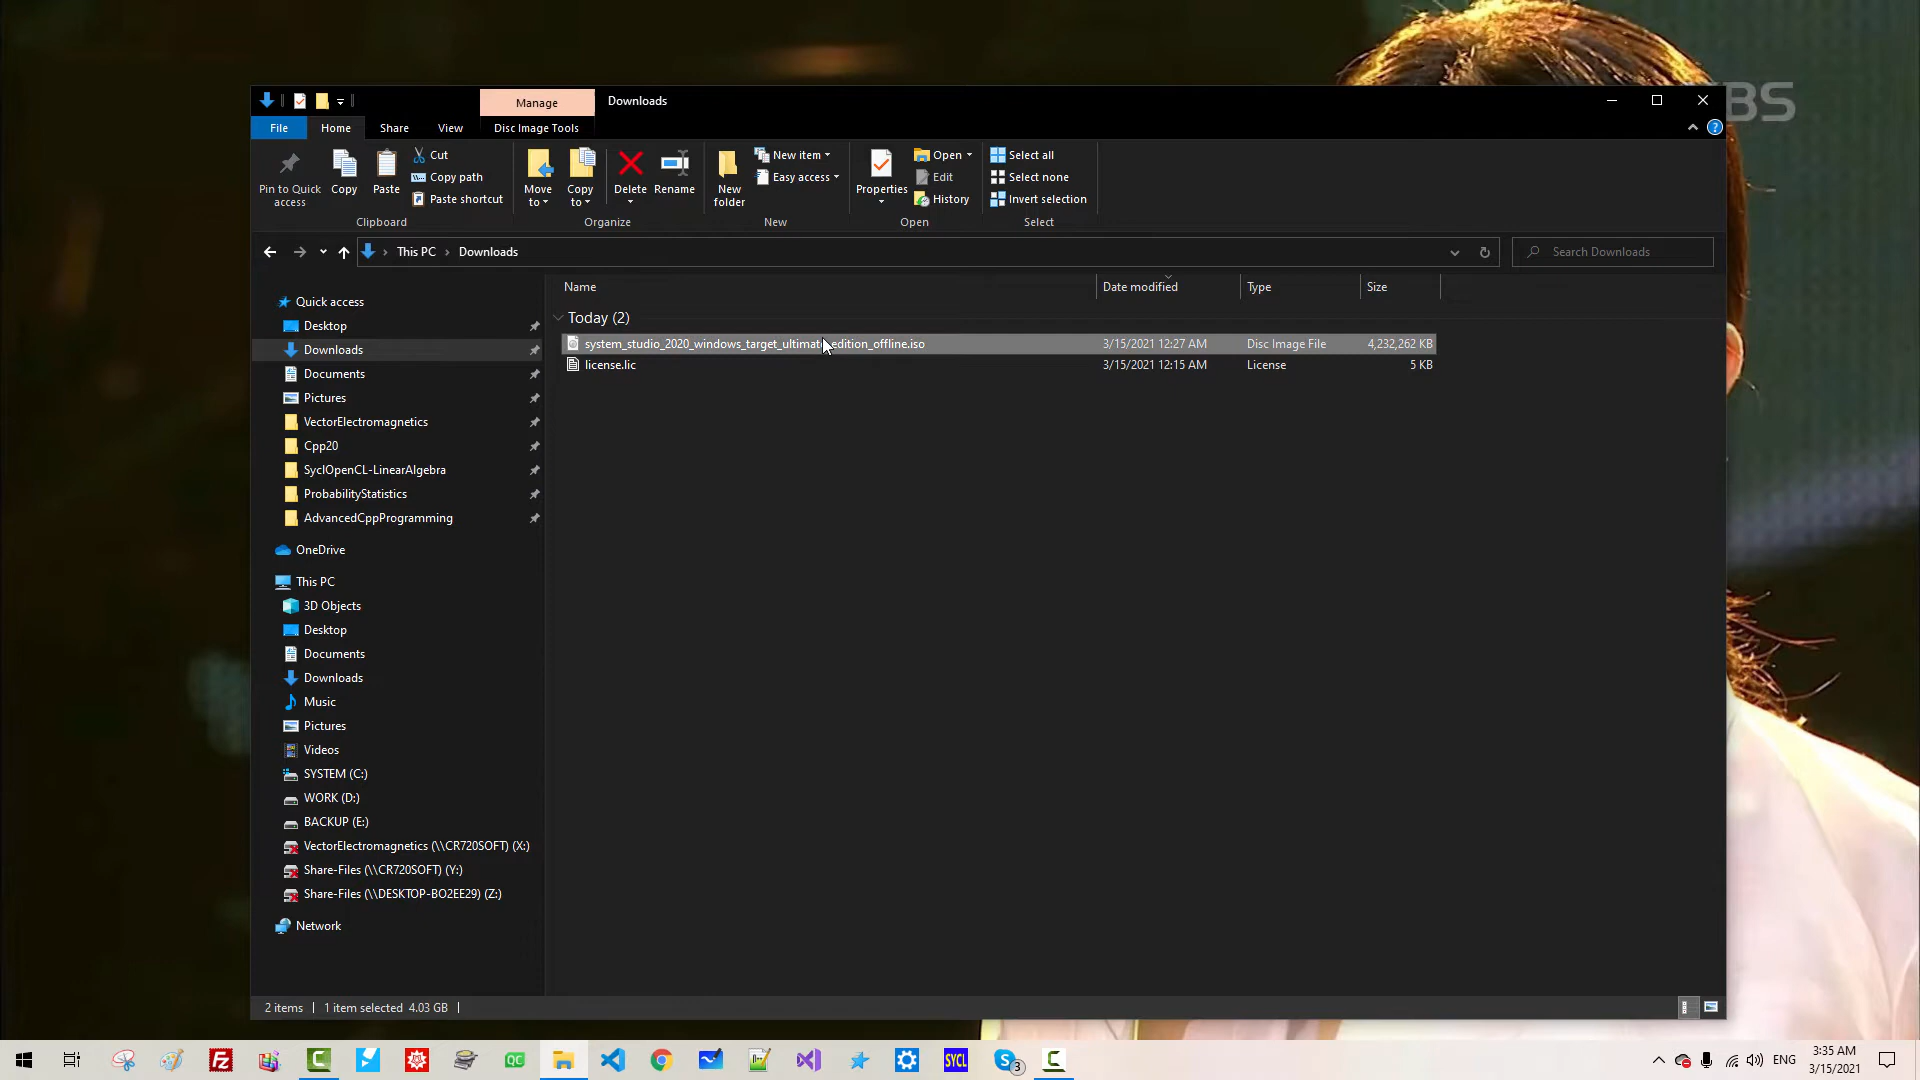 Manage
Downloads
File
Home
Share
View
Disc Image Tools
BS
Pin to Quick access
Copy
Paste
Cut
Copy path
Paste shortcut
Move to
Copy to
Delete
Rename
New folder
New item
Easy access
Properties
Open
Edit
History
Select all
Select none
Invert selection
Clipboard
Organize
New
Open
Select
This PC
Downloads
Search Downloads
Quick access
Desktop
Downloads
Documents
Pictures
VectorElectromagnetics
Cpp20
SyclOpenCL-LinearAlgebra
ProbabilityStatistics
AdvancedCppProgramming
OneDrive
This PC
3D Objects
Desktop
Documents
Downloads
Music
Pictures
Videos
SYSTEM (C:)
WORK (D:)
BACKUP (E:)
VectorElectromagnetics (\\CR720SOFT) (X:)
Share-Files (\\CR720SOFT) (Y:)
Share-Files (\\DESKTOP-BO2EE29) (Z:)
Network
Name Date modified Type Size
Today (2)
system_studio_2020_windows_target_ultimate_edition_offline.iso 3/15/2021 12:27 AM Disc Image File 4,232,262 KB
license.lic 3/15/2021 12:15 AM License 5 KB
2 items 1 item selected 4.03 GB
Fz
QC
SYCL
3
ENG
3:35 AM
3/15/2021